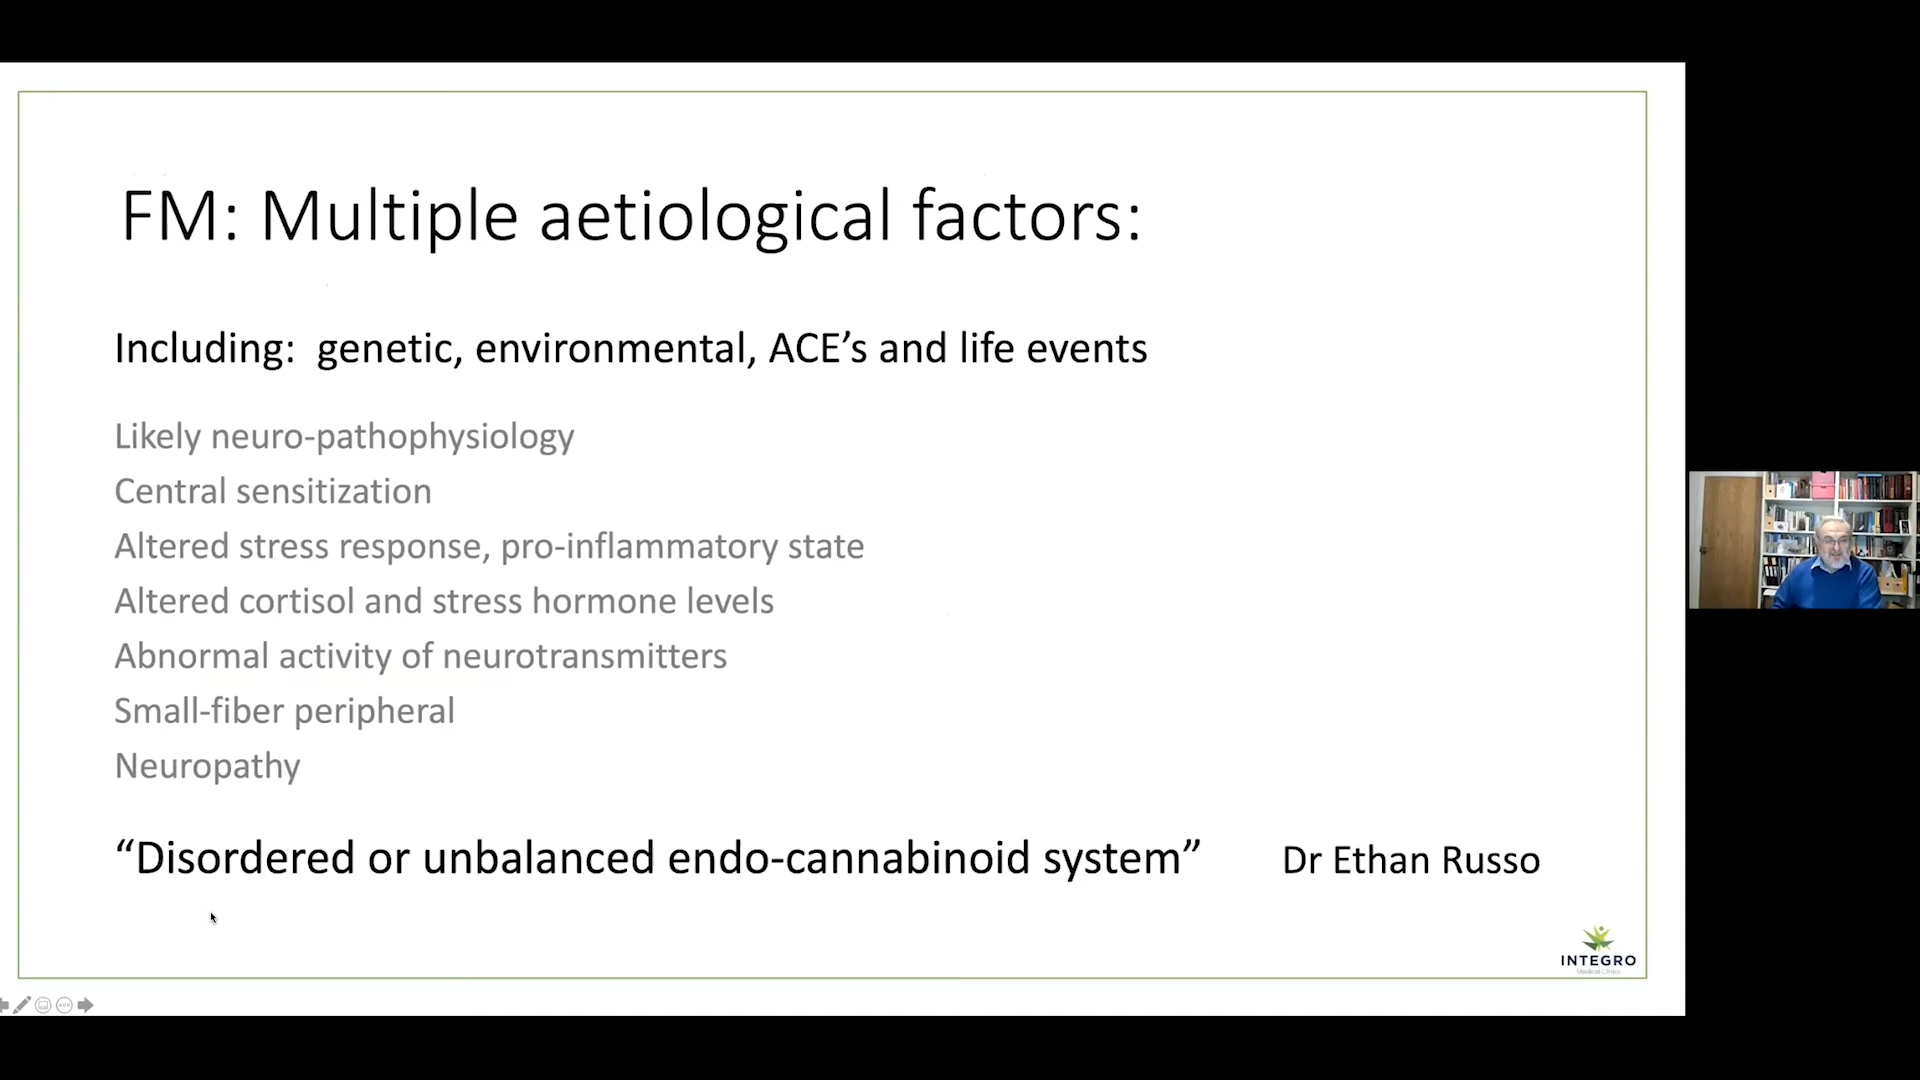 FM: Multiple aetiological factors:
Including: genetic, environmental, ACE’s and life events
Likely neuro-pathophysiology
Central sensitization
Altered stress response, pro-inflammatory state
Altered cortisol and stress hormone levels
Abnormal activity of neurotransmitters
Small-fiber peripheral
Neuropathy
“Disordered or unbalanced endo-cannabinoid system” Dr Ethan Russo
INTEGRO
Medical Clinics